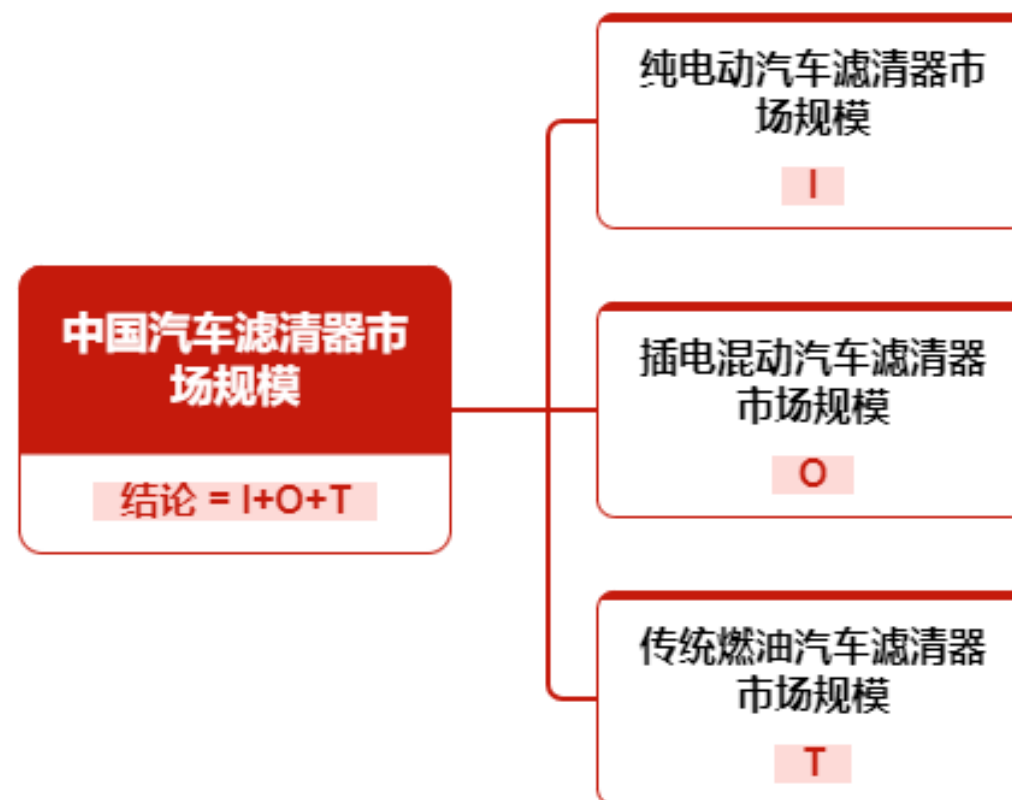 纯电动汽车滤清器市
场规模
I
中国汽车滤清器市
场规模
结论 = I+O+T
插电混动汽车滤清器
市场规模
O
传统燃油汽车滤清器
市场规模
T